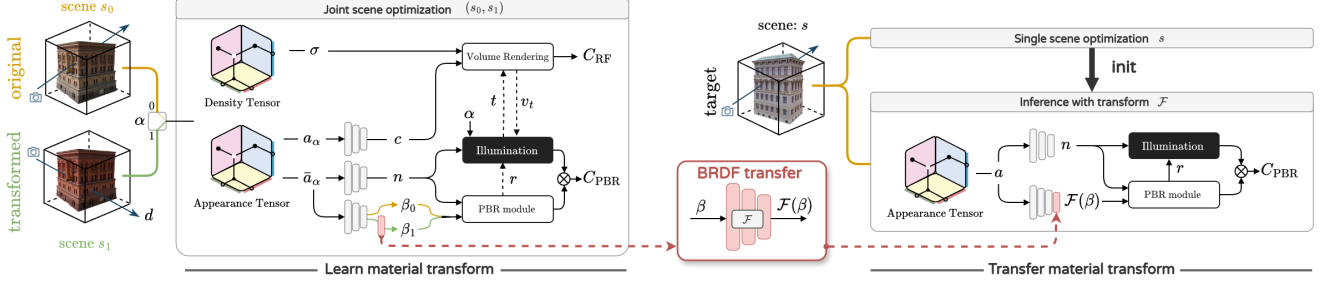 scene s₀
original
transformed
scene s₁
d
α
0
1
Joint scene optimization (s₀, s₁)
Density Tensor
σ
Volume Rendering
C_RF
t
v_t
α
Appearance Tensor
a_α
c
ā_α
n
Illumination
r
PBR module
C_PBR
β₀
β₁
Learn material transform
BRDF transfer
β
ℱ
ℱ(β)
scene: s
target
Single scene optimization s
init
Inference with transform ℱ
Appearance Tensor
a
n
ℱ(β)
Illumination
r
PBR module
C_PBR
Transfer material transform